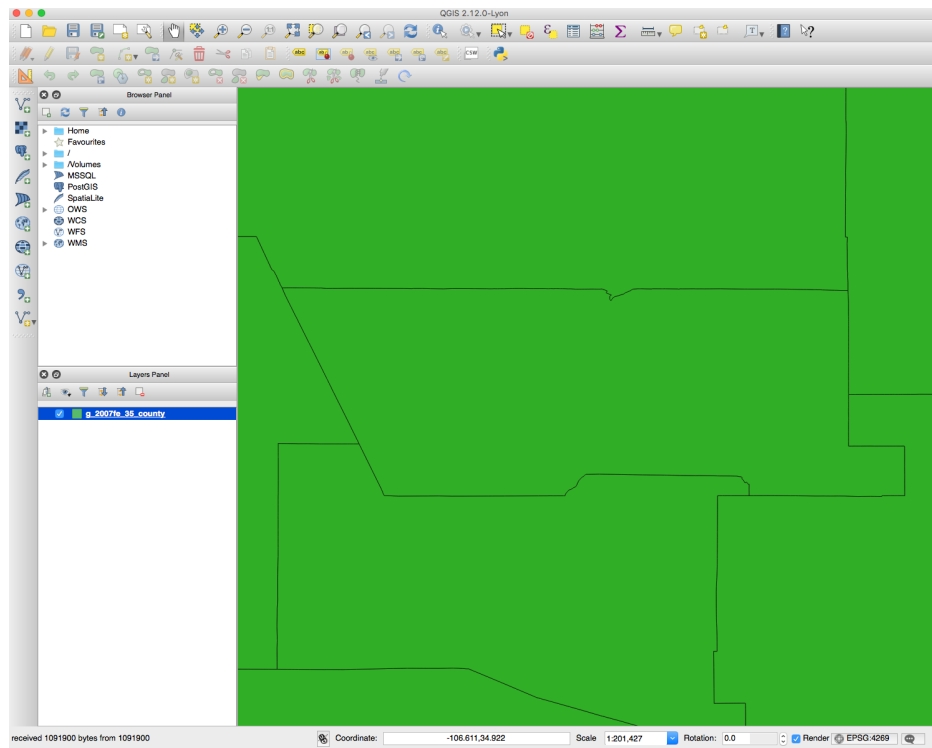 QGIS 2.12.0-Lyon
abc
CSW
T
Browser Panel
Home
Favourites
/
/Volumes
MSSQL
PostGIS
SpatiaLite
OWS
WCS
WFS
WMS
Layers Panel
g_2007fe_35_county
received 1091900 bytes from 1091900 Coordinate: -106.611,34.922 Scale 1:201,427 Rotation: 0.0 Render EPSG:4269